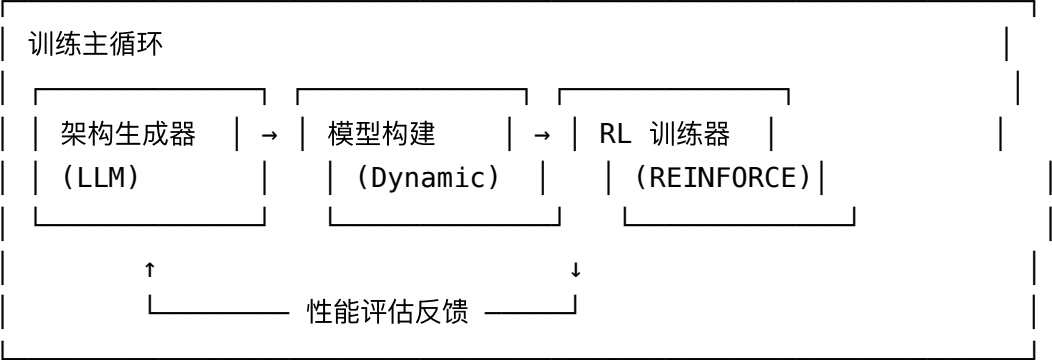 训练主循环
架构生成器 → 模型构建 → RL 训练器
(LLM) (Dynamic) (REINFORCE)
↑ ↓
性能评估反馈